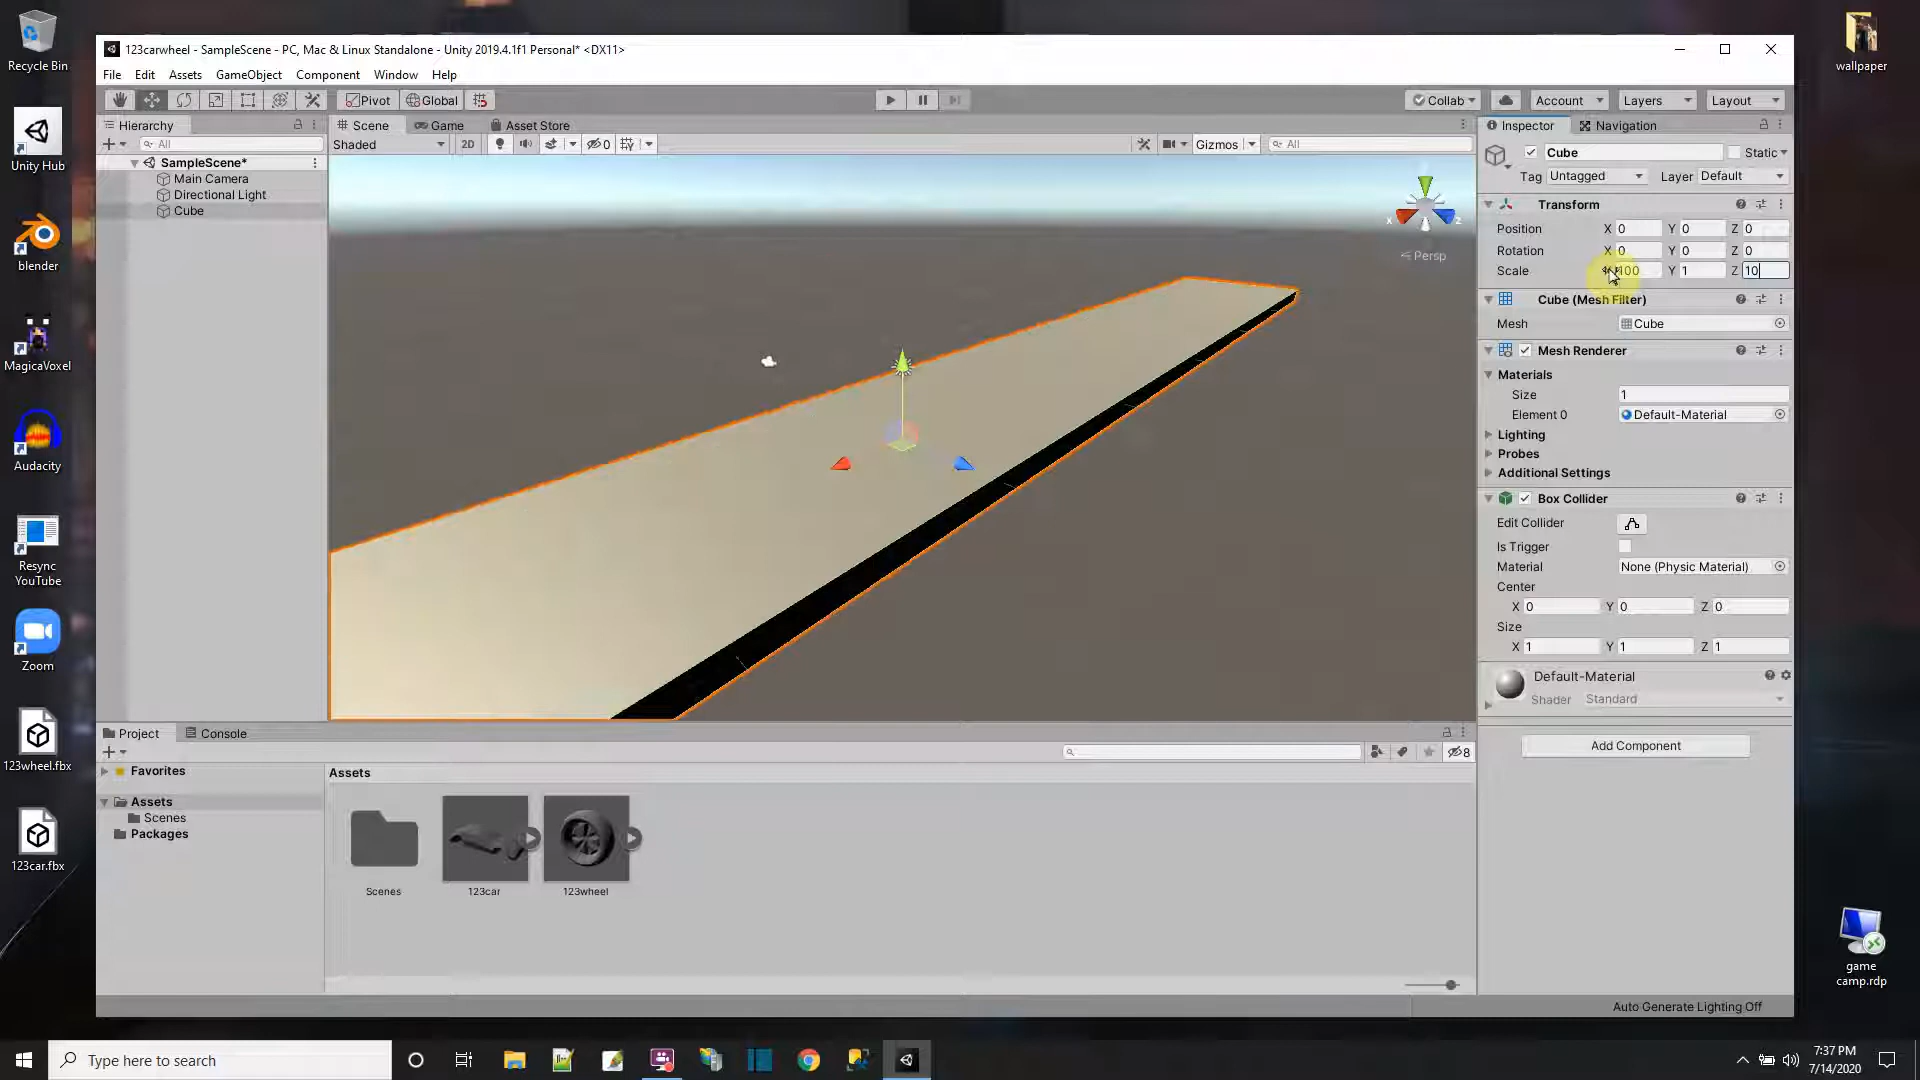 Recycle Bin
Unity Hub
blender
MagicaVoxel
Audacity
Resync
YouTube
Zoom
123wheel.fbx
123car.fbx
wallpaper
game
camp.rdp
123carwheel - SampleScene - PC, Mac & Linux Standalone - Unity 2019.4.1f1 Personal* <DX11>
File Edit Assets GameObject Component Window Help
Pivot Global Collab Account Layers Layout
Hierarchy
All
SampleScene*
Main Camera
Directional Light
Cube
Scene Game Asset Store
Shaded 2D 0 Gizmos All
x z
Persp
Inspector Navigation
Cube Static
Tag Untagged Layer Default
Transform
Position X 0 Y 0 Z 0
Rotation X 0 Y 0 Z 0
Scale 100 Y 1 Z 10
Cube (Mesh Filter)
Mesh Cube
Mesh Renderer
Materials
Size 1
Element 0 Default-Material
Lighting
Probes
Additional Settings
Box Collider
Edit Collider
Is Trigger
Material None (Physic Material)
Center
X 0 Y 0 Z 0
Size
X 1 Y 1 Z 1
Default-Material
Shader Standard
Add Component
Project Console
8
Favorites
Assets
Scenes
Packages
Assets
Scenes 123car 123wheel
Auto Generate Lighting Off
Type here to search
7:37 PM
7/14/2020